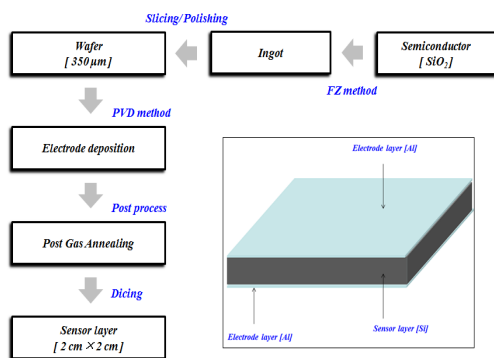 Slicing/Polishing
Wafer
[ 350 μm ]
Ingot
Semiconductor
[ SiO₂ ]
FZ method
PVD method
Electrode deposition
Post process
Post Gas Annealing
Dicing
Sensor layer
[ 2 cm ×2 cm ]
Electrode layer [Al]
Electrode layer [Al]
Sensor layer [Si]